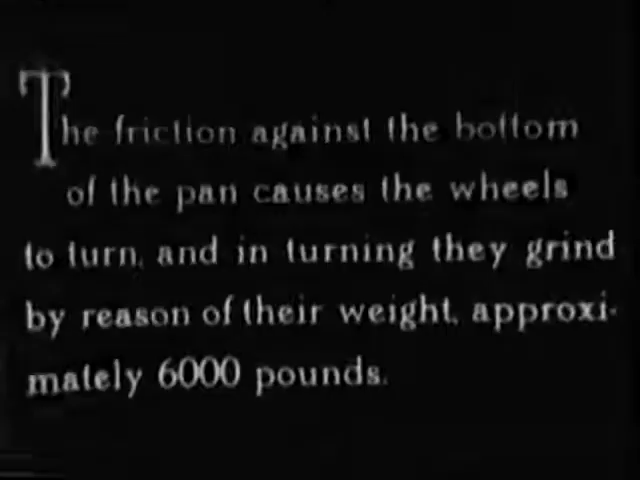 The friction against the bottom
of the pan causes the wheels
to turn, and in turning they grind
by reason of their weight, approxi-
mately 6000 pounds.